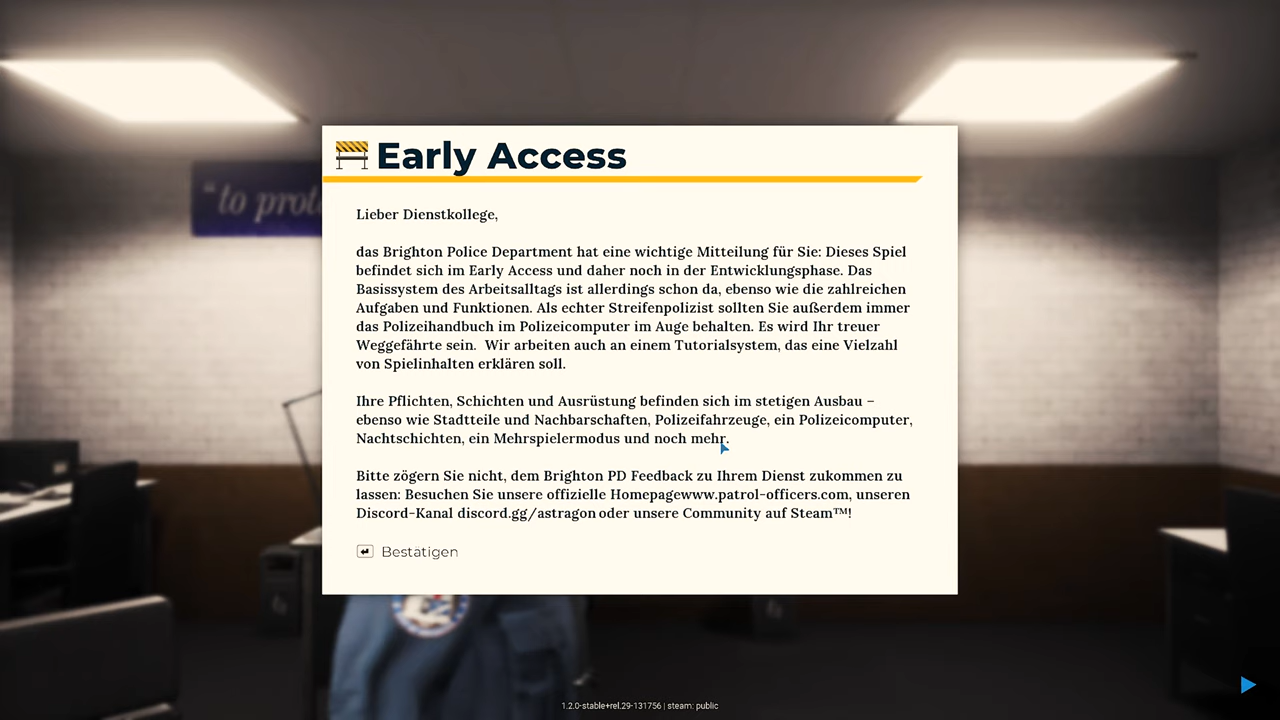 "to prot
Early Access
Lieber Dienstkollege,
das Brighton Police Department hat eine wichtige Mitteilung für Sie: Dieses Spiel
befindet sich im Early Access und daher noch in der Entwicklungsphase. Das
Basissystem des Arbeitsalltags ist allerdings schon da, ebenso wie die zahlreichen
Aufgaben und Funktionen. Als echter Streifenpolizist sollten Sie außerdem immer
das Polizeihandbuch im Polizeicomputer im Auge behalten. Es wird Ihr treuer
Weggefährte sein.  Wir arbeiten auch an einem Tutorialsystem, das eine Vielzahl
von Spielinhalten erklären soll.
Ihre Pflichten, Schichten und Ausrüstung befinden sich im stetigen Ausbau –
ebenso wie Stadtteile und Nachbarschaften, Polizeifahrzeuge, ein Polizeicomputer,
Nachtschichten, ein Mehrspielermodus und noch mehr.
Bitte zögern Sie nicht, dem Brighton PD Feedback zu Ihrem Dienst zukommen zu
lassen: Besuchen Sie unsere offizielle Homepagewww.patrol-officers.com, unseren
Discord-Kanal discord.gg/astragon oder unsere Community auf Steam™!
Bestatigen
1.2.0-stable+rel.29-131756 | steam: public